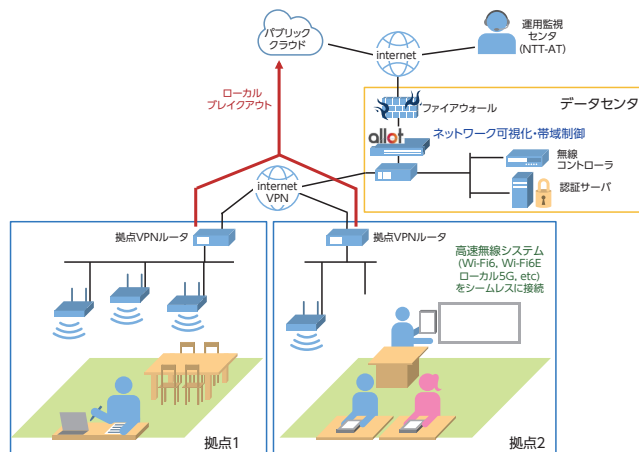 パブリック
クラウド
internet
運用監視
センタ
(NTT-AT)
ローカル
ブレイクアウト
ファイアウォール
データセンタ
allot
ネットワーク可視化・帯域制御
無線
コントローラ
認証サーバ
internet
VPN
拠点VPNルータ
拠点VPNルータ
高速無線システム
(Wi-Fi6, Wi-Fi6E
ローカル5G, etc)
をシームレスに接続
拠点1
拠点2